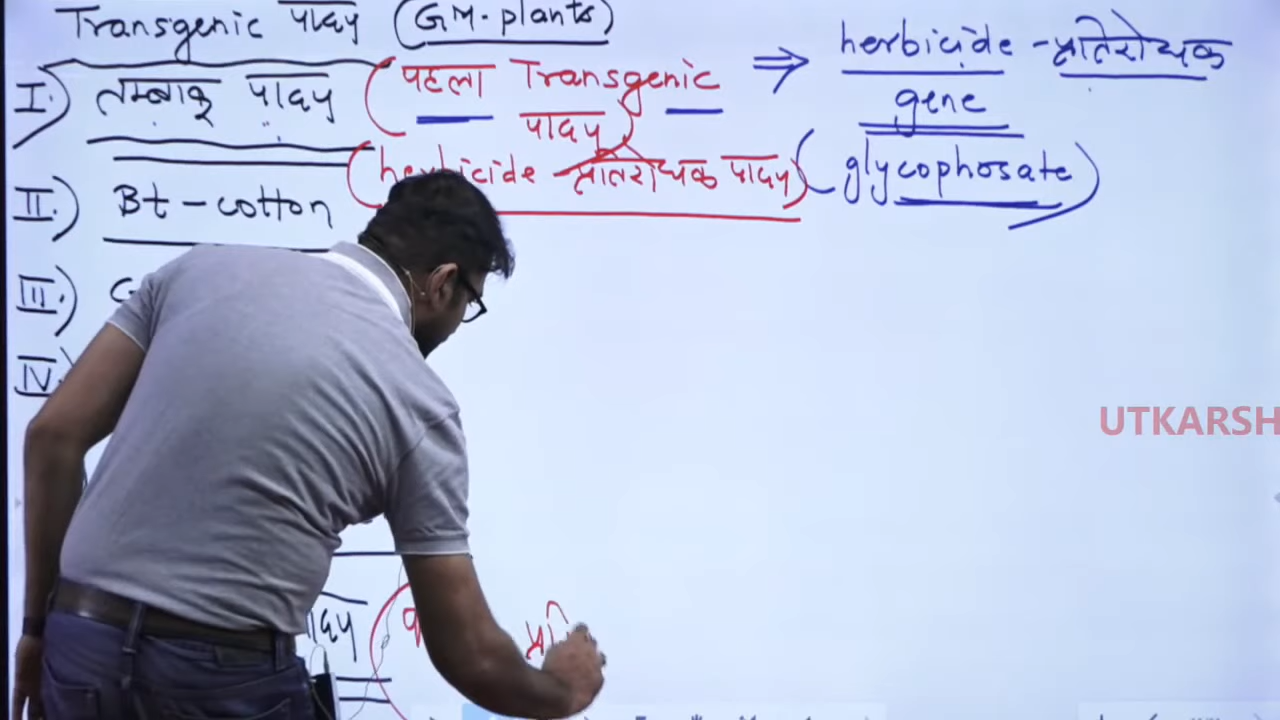 Transgenic पादप (GM-plants)
I) तम्बाकू पादप (पहला Transgenic पादप) ⇒ herbicide - प्रतिरोधक gene
(herbicide - प्रतिरोधक पादप) (glycophosate)
II) Bt - cotton
III)
IV)
पादप
UTKARSH